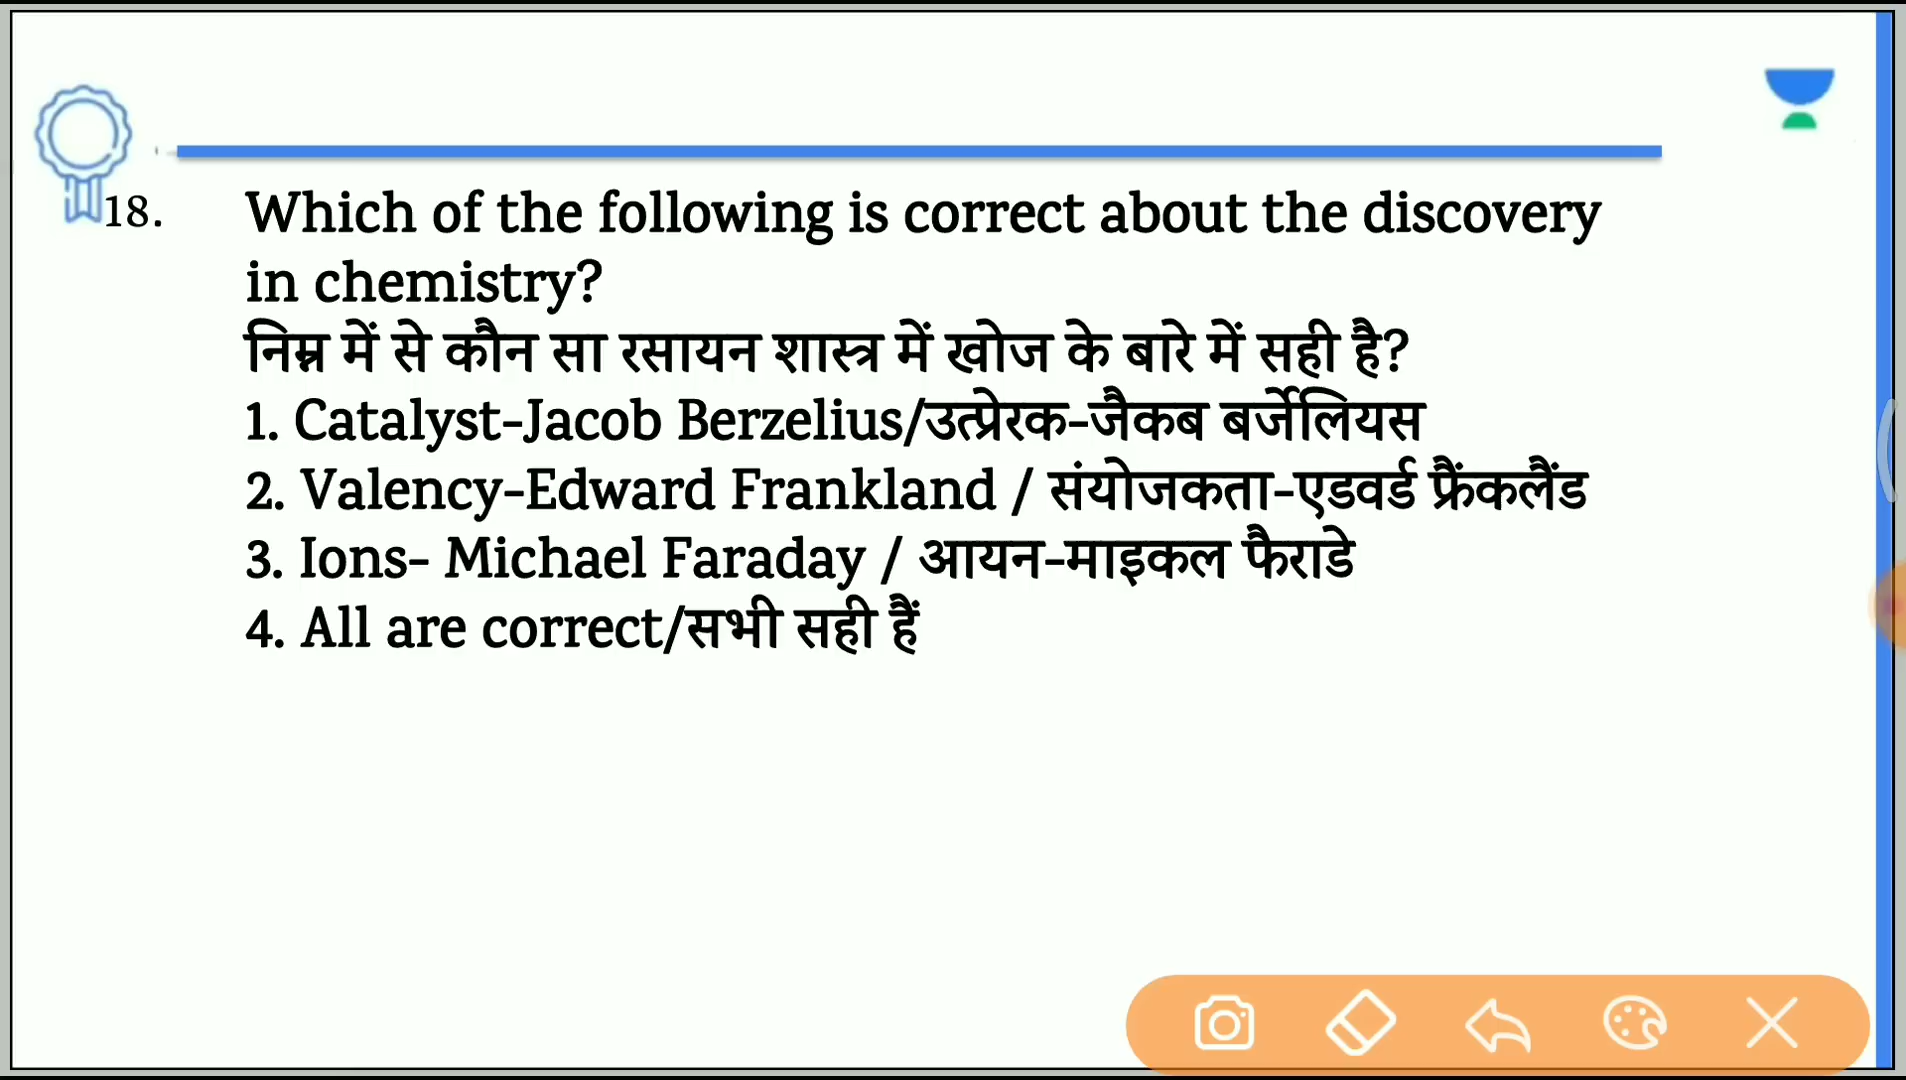 18. Which of the following is correct about the discovery
in chemistry?
निम्न में से कौन सा रसायन शास्त्र में खोज के बारे में सही है?
1. Catalyst-Jacob Berzelius/उत्प्रेरक-जैकब बर्जेलियस
2. Valency-Edward Frankland / संयोजकता-एडवर्ड फ्रैंकलैंड
3. Ions- Michael Faraday / आयन-माइकल फैराडे
4. All are correct/सभी सही हैं